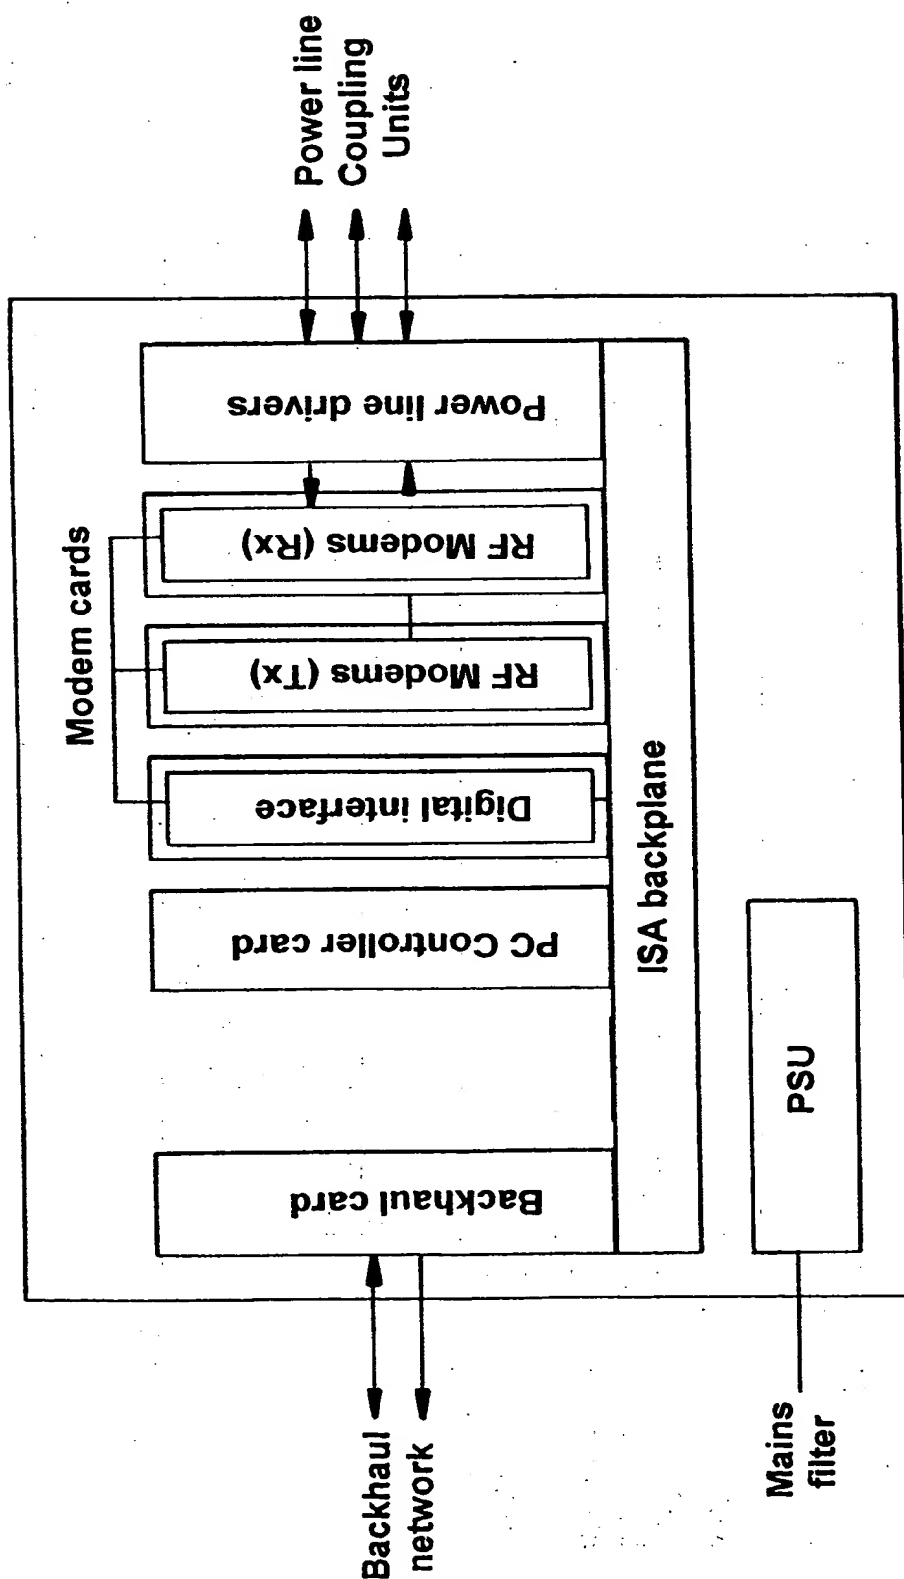 Modem cards
Backhaul
network
Backhaul card
PC Controller card
Digital interface
RF Modems (Tx)
RF Modems (Rx)
Power line drivers
Power line
Coupling
Units
ISA backplane
PSU
Mains
filter